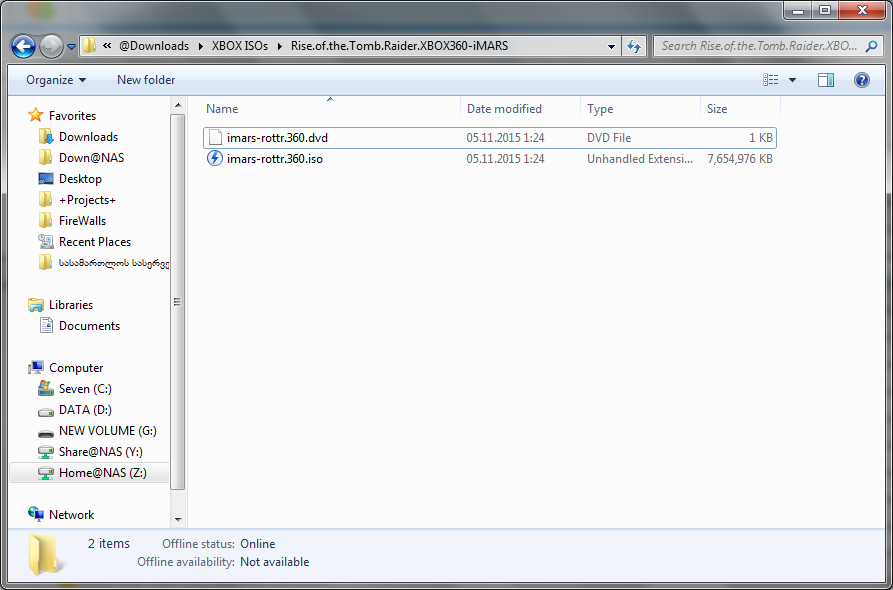 « @Downloads ▸ XBOX ISOs ▸ Rise.of.the.Tomb.Raider.XBOX360-iMARS
Search Rise.of.the.Tomb.Raider.XBO...
Organize New folder
Favorites
Downloads
Down@NAS
Desktop
+Projects+
FireWalls
Recent Places
სასამართლოს სასერვე
Libraries
Documents
Computer
Seven (C:)
DATA (D:)
NEW VOLUME (G:)
Share@NAS (Y:)
Home@NAS (Z:)
Network
Name Date modified Type Size
imars-rottr.360.dvd 05.11.2015 1:24 DVD File 1 KB
imars-rottr.360.iso 05.11.2015 1:24 Unhandled Extensi... 7,654,976 KB
2 items Offline status: Online
Offline availability: Not available